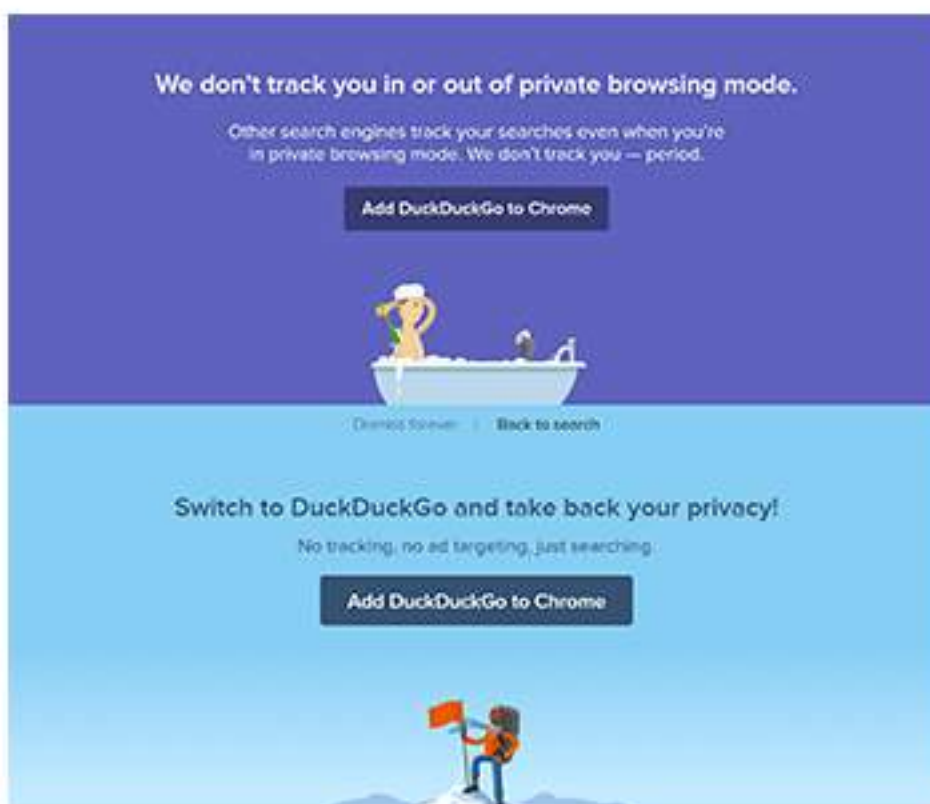 We don't track you in or out of private browsing mode.
Other search engines track your searches even when you're
in private browsing mode. We don't track you — period.
Add DuckDuckGo to Chrome
Dismiss forever | Back to search
Switch to DuckDuckGo and take back your privacy!
No tracking, no ad targeting, just searching.
Add DuckDuckGo to Chrome